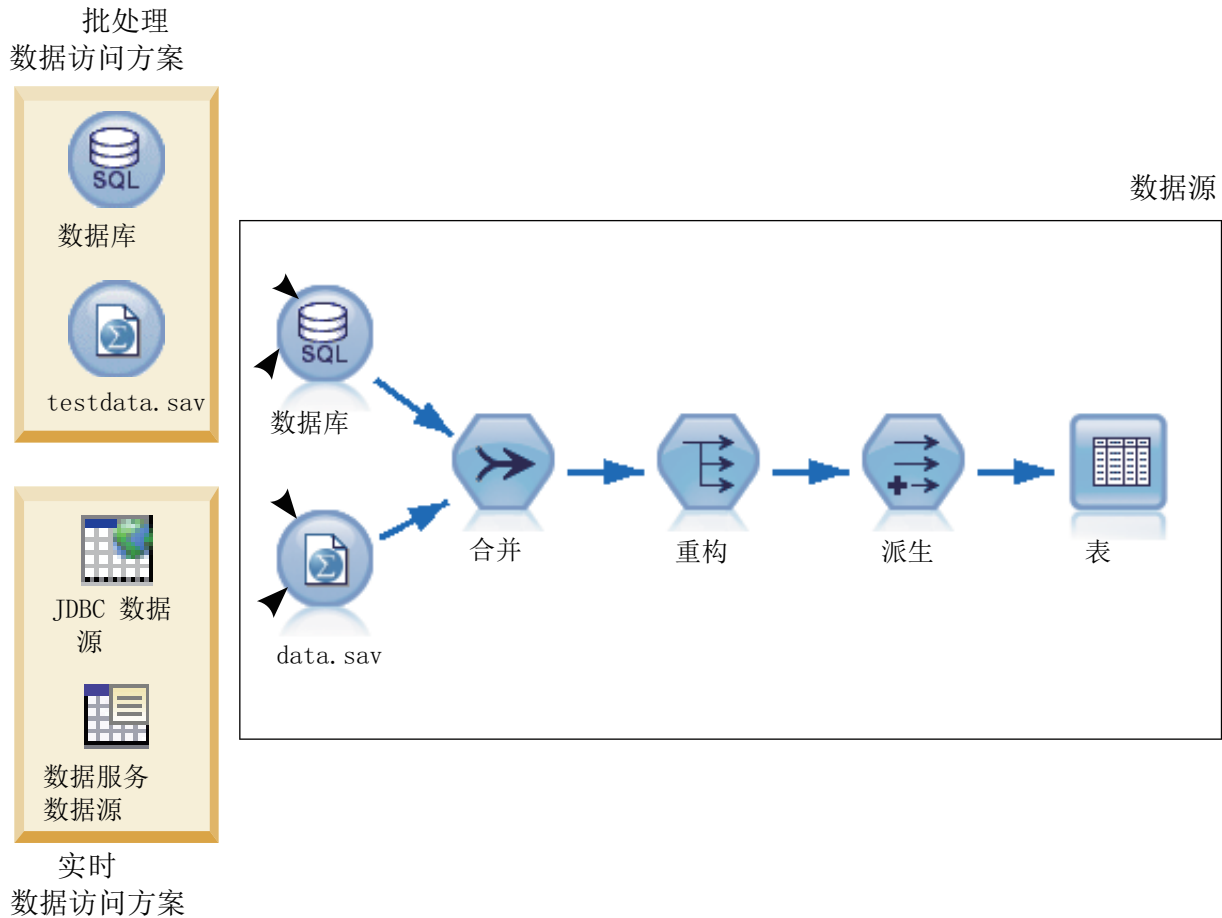 批处理
数据访问方案
SQL
数据库
testdata.sav
JDBC 数据
源
数据服务
数据源
实时
数据访问方案
数据源
SQL
数据库
data.sav
合并
重构
派生
表